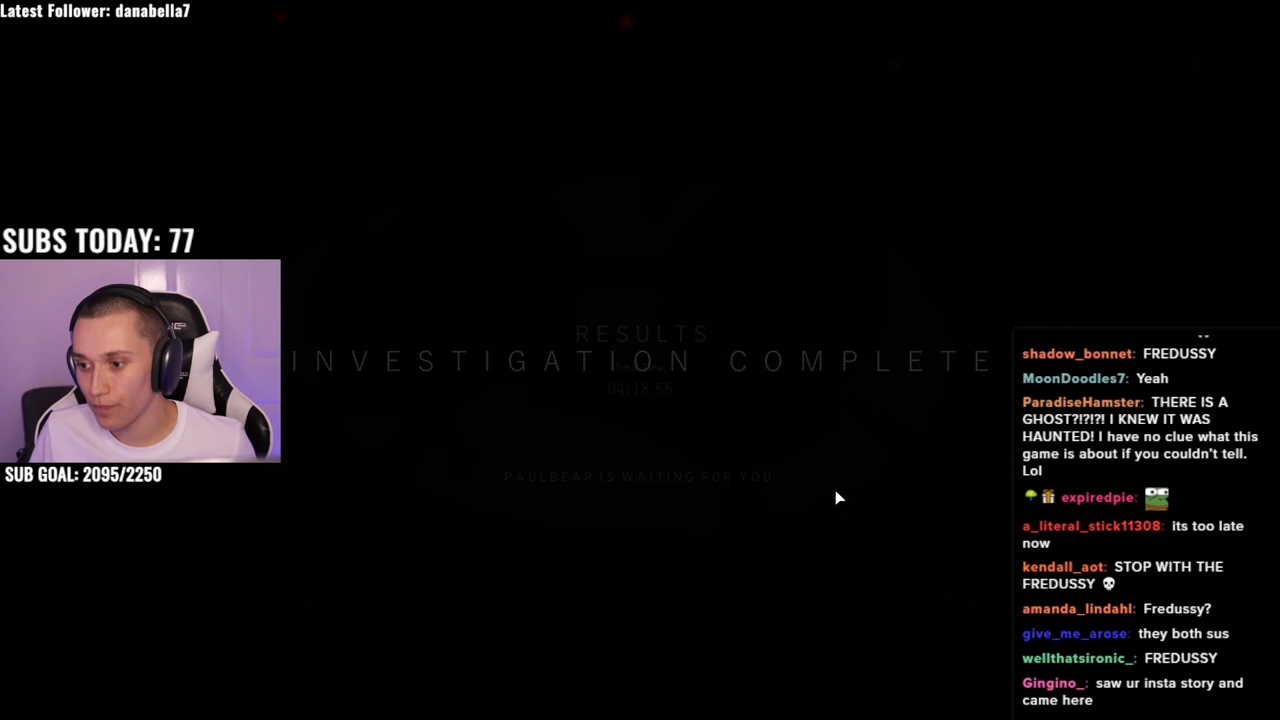 Latest Follower: danabella7
SUBS TODAY: 77
SUB GOAL: 2095/2250
RESULTS
INVESTIGATION COMPLETE
04:18.55
PAULBEAR IS WAITING FOR YOU.
shadow_bonnet: FREDUSSY
MoonDoodles7: Yeah
ParadiseHamster: THERE IS A
GHOST?!?!?! I KNEW IT WAS
HAUNTED! I have no clue what this
game is about if you couldn't tell.
Lol
expiredpie:
a_literal_stick11308: its too late
now
kendall_aot: STOP WITH THE
FREDUSSY
amanda_lindahl: Fredussy?
give_me_arose: they both sus
wellthatsironic_: FREDUSSY
Gingino_: saw ur insta story and
came here